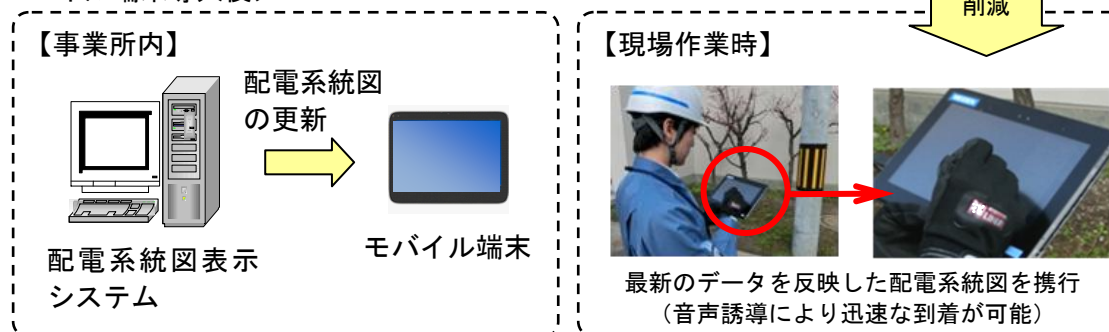 削減
【事業所内】
配電系統図
の更新
配電系統図表示
システム
モバイル端末
【現場作業時】
最新のデータを反映した配電系統図を携行
（音声誘導により迅速な到着が可能）